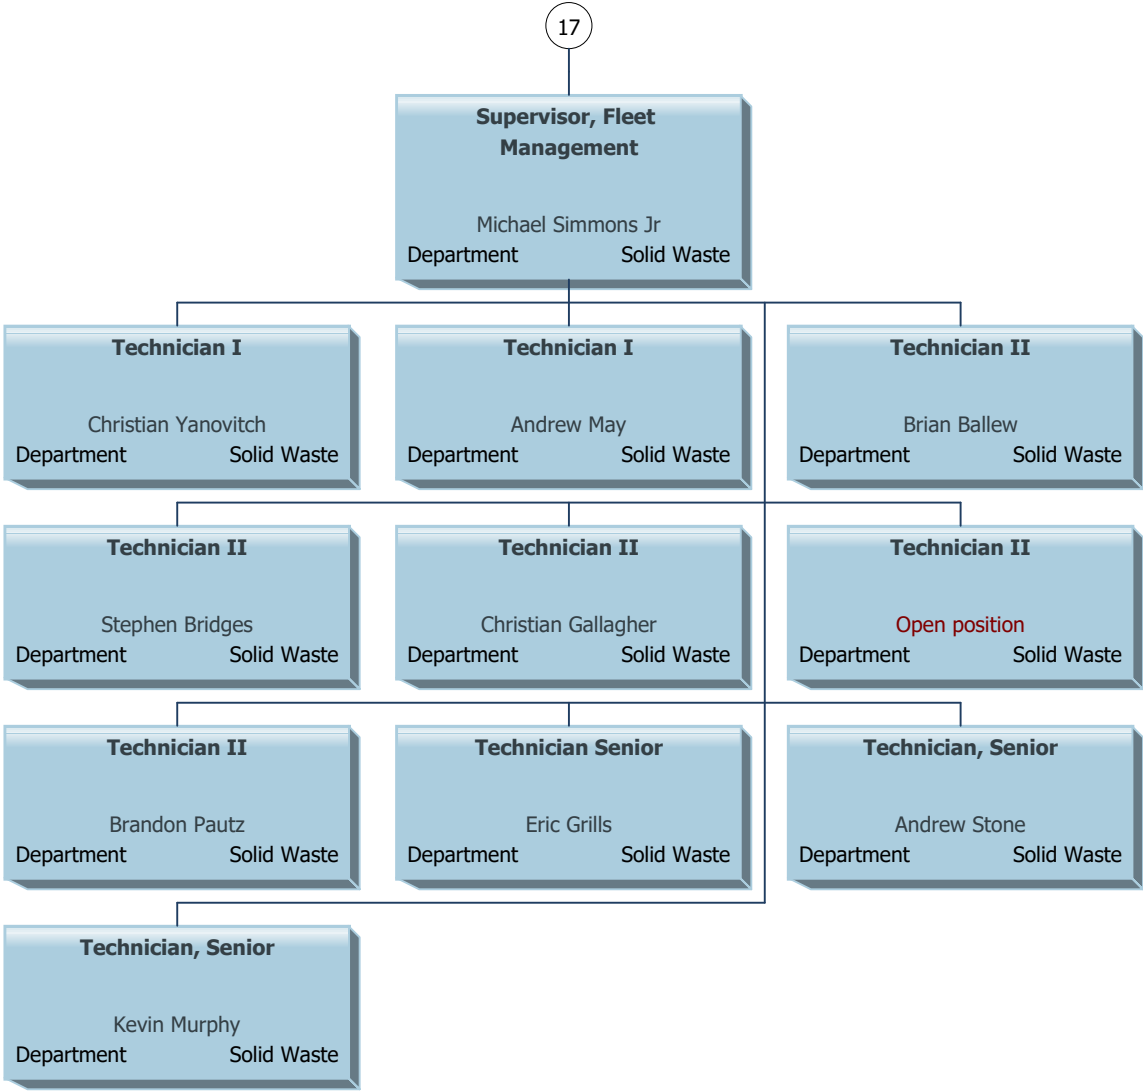 17
Supervisor, Fleet
Management
Michael Simmons Jr
Department Solid Waste
Technician I
Christian Yanovitch
Department Solid Waste
Technician I
Andrew May
Department Solid Waste
Technician II
Brian Ballew
Department Solid Waste
Technician II
Stephen Bridges
Department Solid Waste
Technician II
Christian Gallagher
Department Solid Waste
Technician II
Open position
Department Solid Waste
Technician II
Brandon Pautz
Department Solid Waste
Technician Senior
Eric Grills
Department Solid Waste
Technician, Senior
Andrew Stone
Department Solid Waste
Technician, Senior
Kevin Murphy
Department Solid Waste